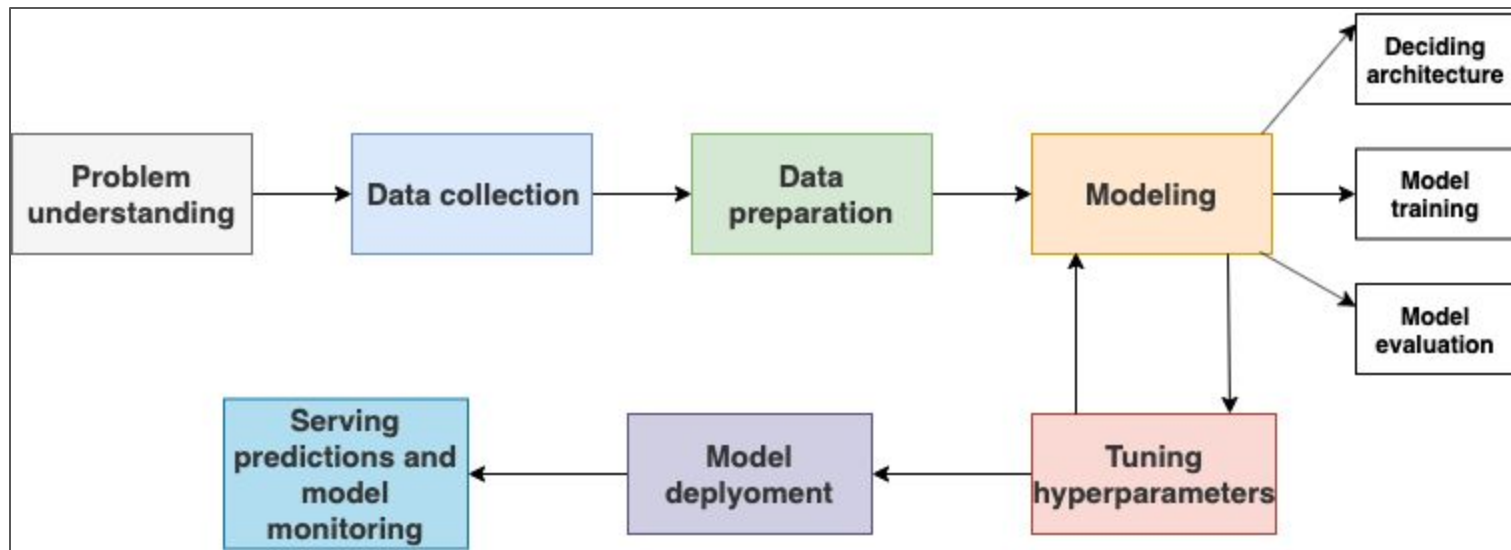 Problem
understanding
Data collection
Data
preparation
Modeling
Deciding
architecture
Model
training
Model
evaluation
Tuning
hyperparameters
Model
deplyoment
Serving
predictions and
model
monitoring